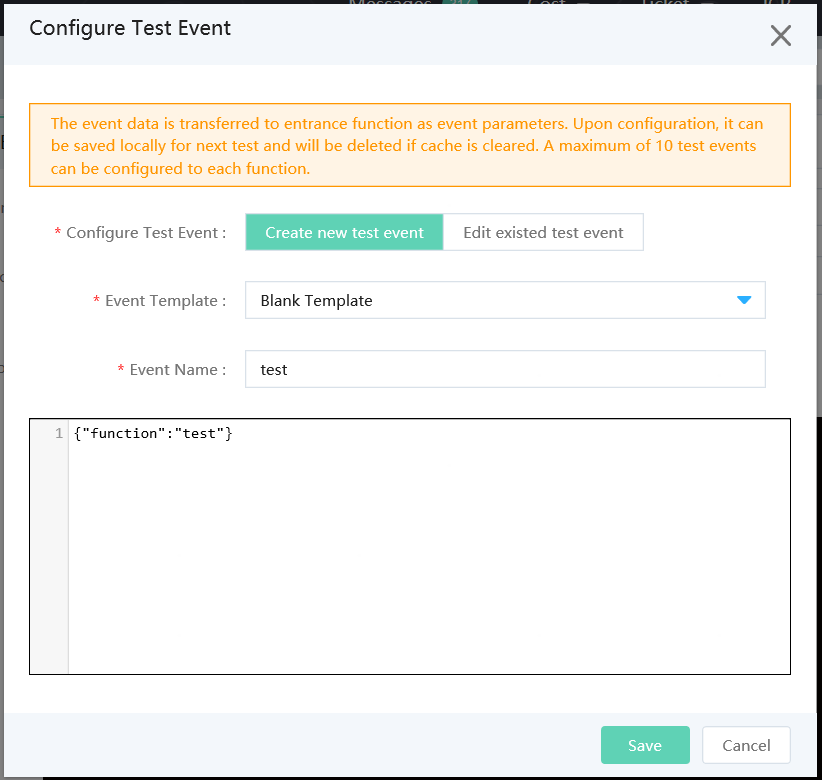 Configure Test Event
The event data is transferred to entrance function as event parameters. Upon configuration, it can
be saved locally for next test and will be deleted if cache is cleared. A maximum of 10 test events
can be configured to each function.
* Configure Test Event : Create new test event Edit existed test event
* Event Template : Blank Template
* Event Name : test
1 {"function":"test"}
Save Cancel